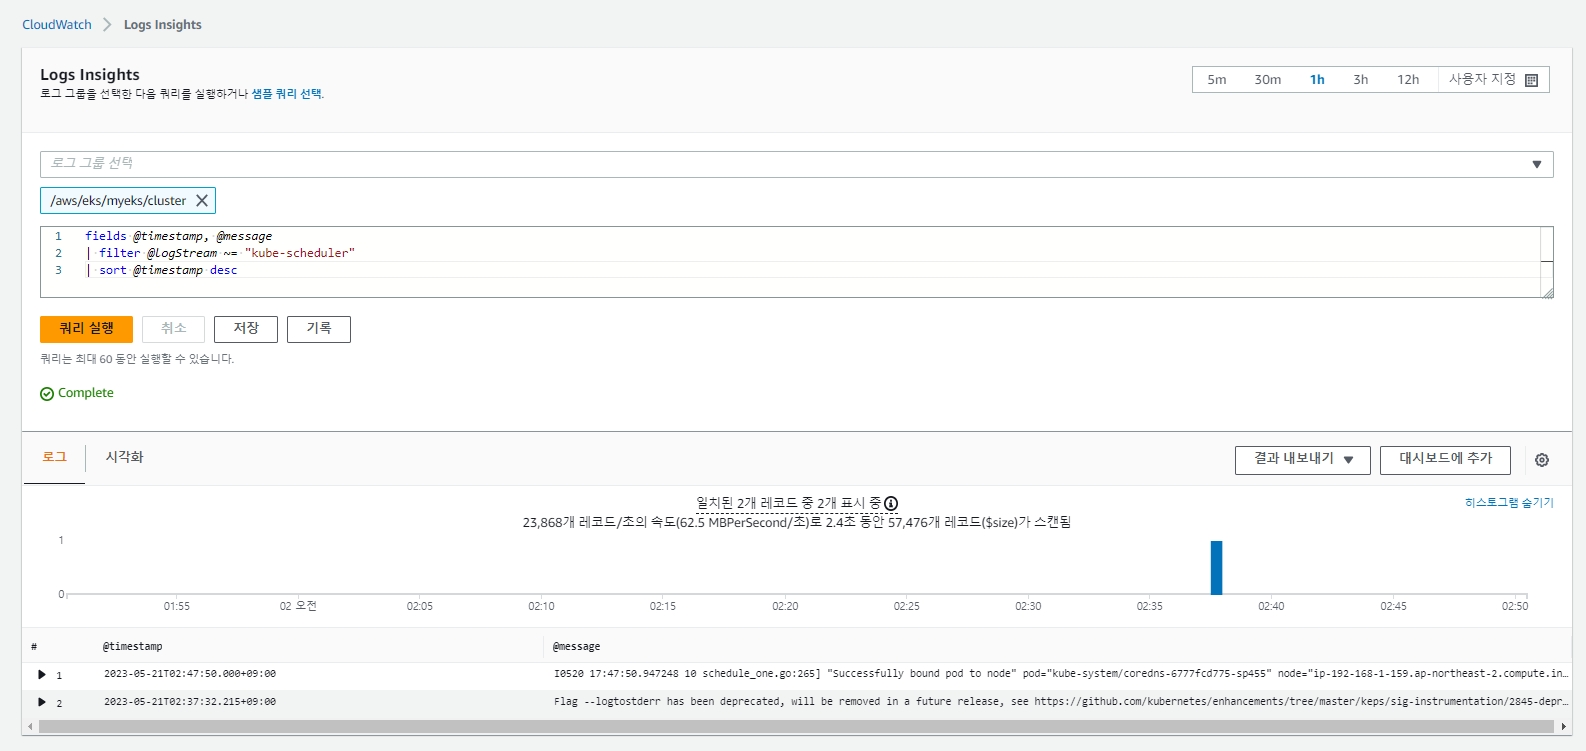 CloudWatch > Logs Insights
Logs Insights
로그 그룹을 선택한 다음 쿼리를 실행하거나 샘플 쿼리 선택.
5m 30m 1h 3h 12h 사용자 지정
로그 그룹 선택
/aws/eks/myeks/cluster
1 fields @timestamp, @message
2 | filter @logStream ~= "kube-scheduler"
3 | sort @timestamp desc
쿼리 실행 취소 저장 기록
쿼리는 최대 60 동안 실행할 수 있습니다.
Complete
로그 시각화 결과 내보내기 대시보드에 추가
일치된 2개 레코드 중 2개 표시 중
히스토그램 숨기기
23,868개 레코드/초의 속도(62.5 MBPerSecond/초)로 2.4초 동안 57,476개 레코드($size)가 스캔됨
1
0
01:55 02 오전 02:05 02:10 02:15 02:20 02:25 02:30 02:35 02:40 02:45 02:50
# @timestamp @message
1 2023-05-21T02:47:50.000+09:00 I0520 17:47:50.947248 10 schedule_one.go:265] "Successfully bound pod to node" pod="kube-system/coredns-6777fcd775-sp455" node="ip-192-168-1-159.ap-northeast-2.compute.in…
2 2023-05-21T02:37:32.215+09:00 Flag --logtostderr has been deprecated, will be removed in a future release, see https://github.com/kubernetes/enhancements/tree/master/keps/sig-instrumentation/2845-depr…